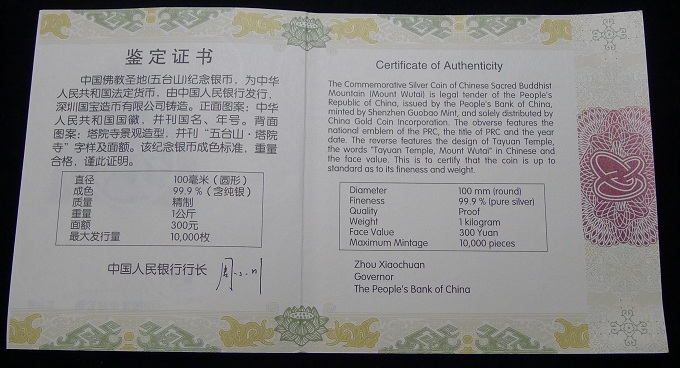 鉴定证书
中国佛教圣地(五台山)纪念银币，为中华
人民共和国法定货币，由中国人民银行发行，
深圳国宝造币有限公司铸造。正面图案：中华
人民共和国国徽，并刊国名、年号。背面
图案：塔院寺景观造型，并刊“五台山·塔院
寺”字样及面额。该纪念银币成色标准，重量
合格，谨此证明。
直径 100毫米（圆形）
成色 99.9％（含纯银）
质量 精制
重量 1公斤
面额 300元
最大发行量 10,000枚
中国人民银行行长
Certificate of Authenticity
The Commemorative Silver Coin of Chinese Sacred Buddhist
Mountain (Mount Wutai) is legal tender of the People's
Republic of China, issued by the People's Bank of China,
minted by Shenzhen Guobao Mint, and solely distributed by
China Gold Coin Incorporation. The obverse features the
national emblem of the PRC, the title of PRC and the year
date. The reverse features the design of Tayuan Temple,
the words "Tayuan Temple, Mount Wutai" in Chinese and
the face value. This is to certify that the coin is up to
standard as to its fineness and weight.
Diameter 100 mm (round)
Fineness 99.9 % (pure silver)
Quality Proof
Weight 1 kilogram
Face Value 300 Yuan
Maximum Mintage 10,000 pieces
Zhou Xiaochuan
Governor
The People's Bank of China